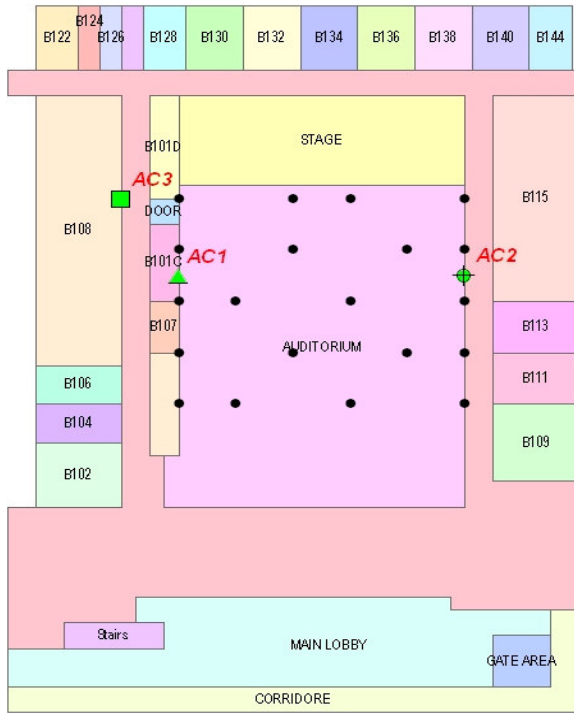 B122
B124
B126
B128
B130
B132
B134
B136
B138
B140
B144
B101D
STAGE
AC3
B115
DOOR
B108
B101C
AC1
AC2
B107
B113
AUDITORIUM
B106
B111
B104
B109
B102
Stairs
MAIN LOBBY
GATE AREA
CORRIDORE